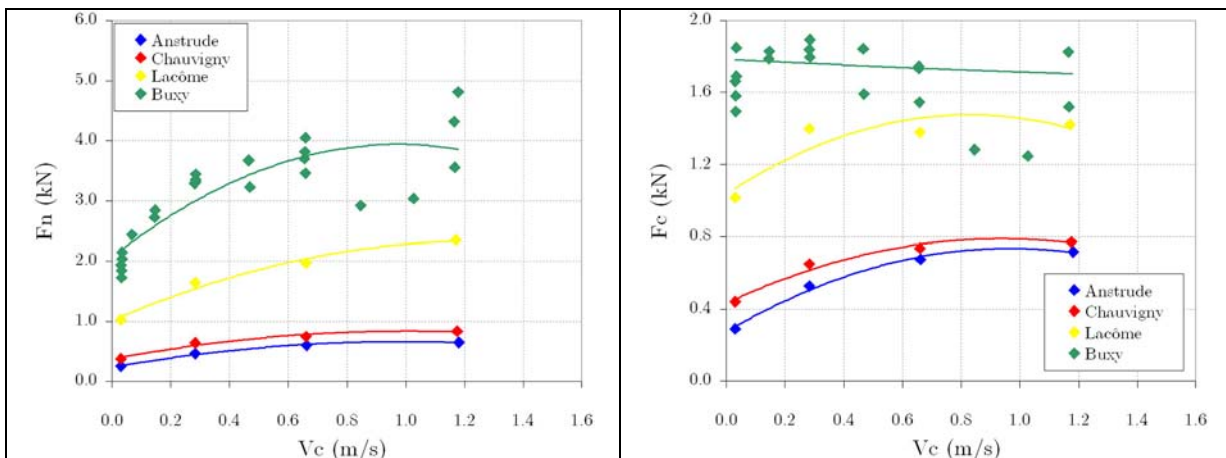 6.0
5.0
4.0
3.0
2.0
1.0
0.0
Fn (kN)
Anstrude
Chauvigny
Lacôme
Buxy
0.0 0.2 0.4 0.6 0.8 1.0 1.2 1.4 1.6
Vc (m/s)
2.0
1.6
1.2
0.8
0.4
0.0
Fc (kN)
Anstrude
Chauvigny
Lacôme
Buxy
0.0 0.2 0.4 0.6 0.8 1.0 1.2 1.4 1.6
Vc (m/s)